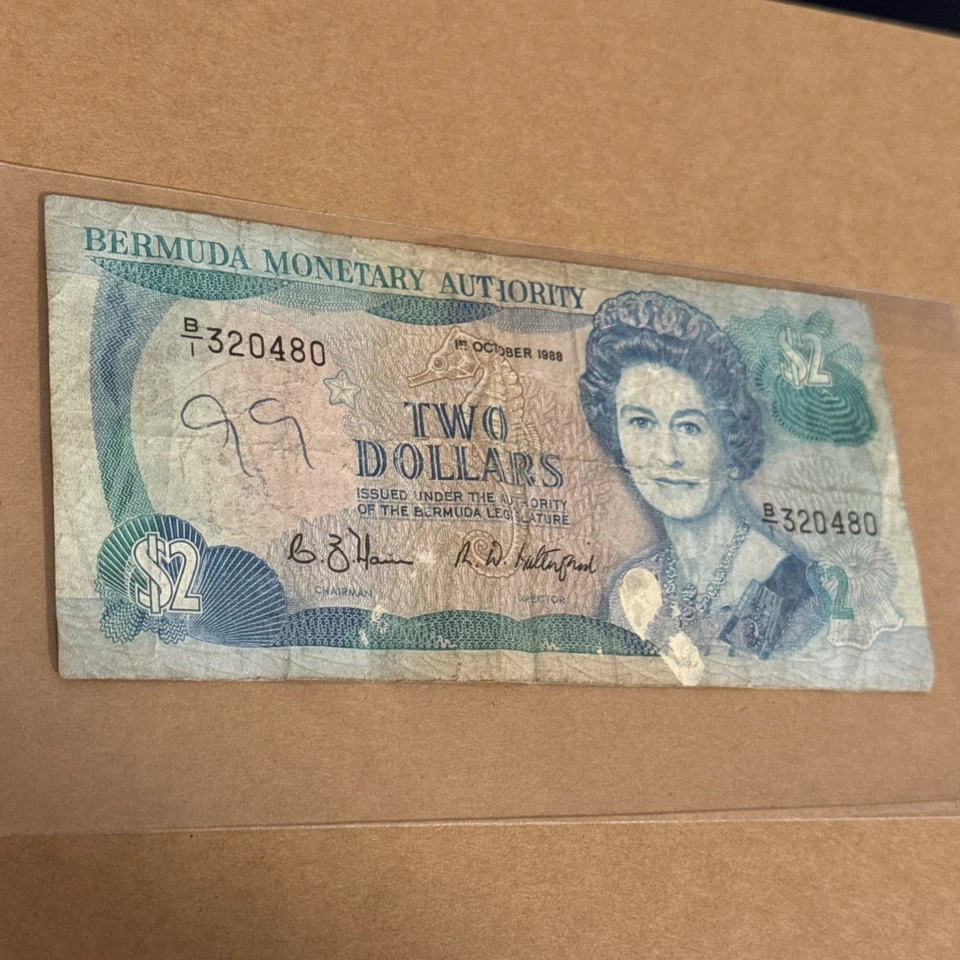 BERMUDA MONETARY AUTHORITY
B/1 320480
1ST OCTOBER 1988
$2
99
TWO
DOLLARS
ISSUED UNDER THE AUTHORITY
OF THE BERMUDA LEGISLATURE
B/1 320480
CHAIRMAN
DIRECTOR
$2
$2